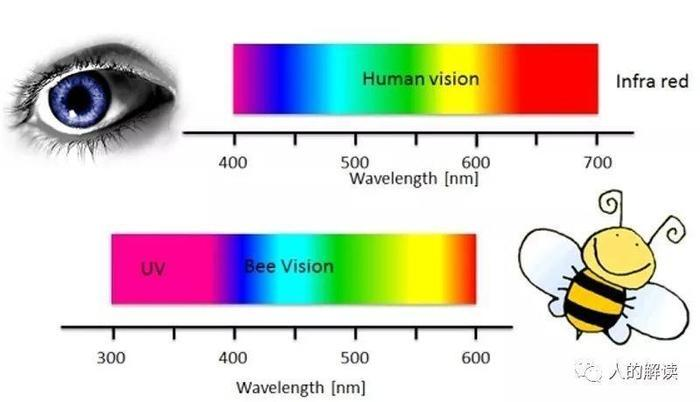 Human vision
Infra red
400 500 600 700
Wavelength [nm]
UV Bee Vision
300 400 500 600
Wavelength [nm]
人的解读